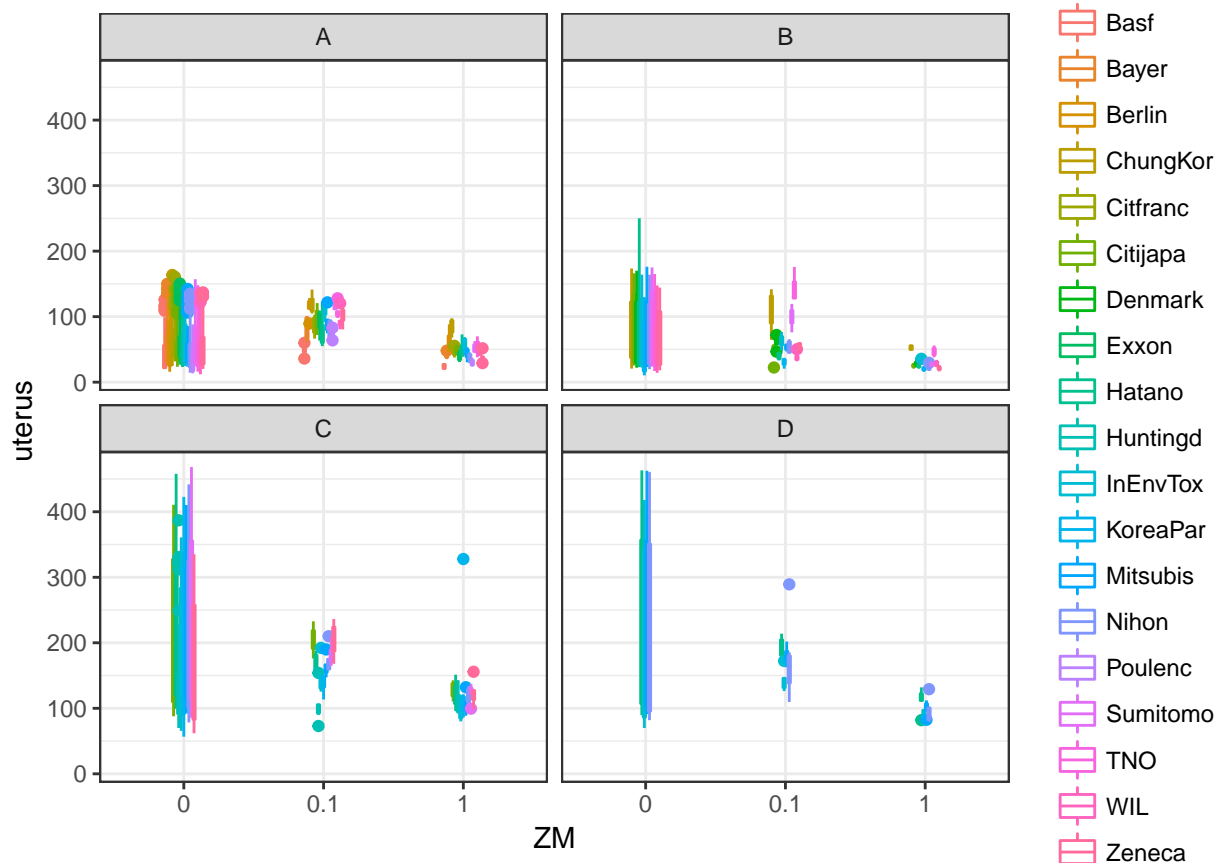 A
B
400
300
200
100
0
C
D
400
300
200
100
0
0
0.1
1
0
0.1
1
uterus
ZM
Basf
Bayer
Berlin
ChungKor
Citfranc
Citijapa
Denmark
Exxon
Hatano
Huntingd
InEnvTox
KoreaPar
Mitsubis
Nihon
Poulenc
Sumitomo
TNO
WIL
Zeneca